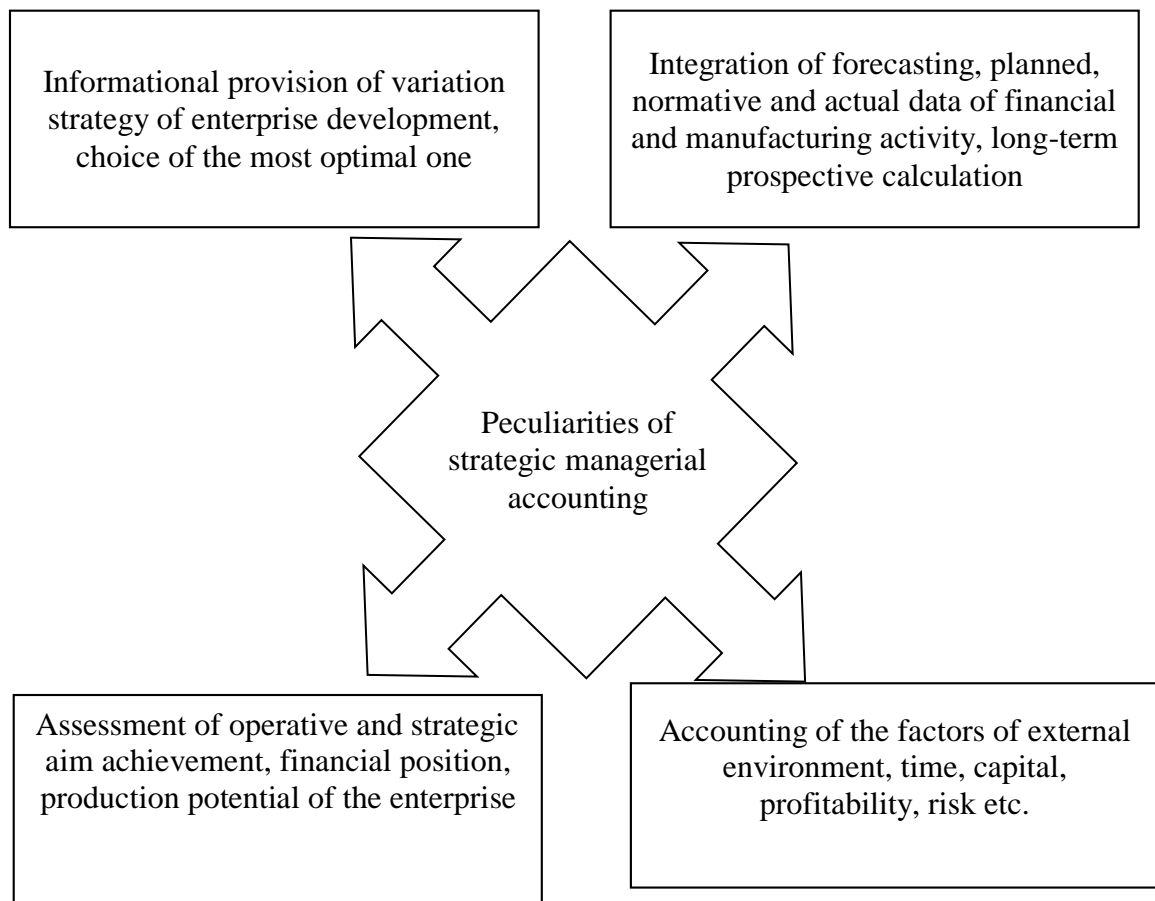 Informational provision of variation
strategy of enterprise development,
choice of the most optimal one
Integration of forecasting, planned,
normative and actual data of financial
and manufacturing activity, long-term
prospective calculation
Peculiarities of
strategic managerial
accounting
Assessment of operative and strategic
aim achievement, financial position,
production potential of the enterprise
Accounting of the factors of external
environment, time, capital,
profitability, risk etc.